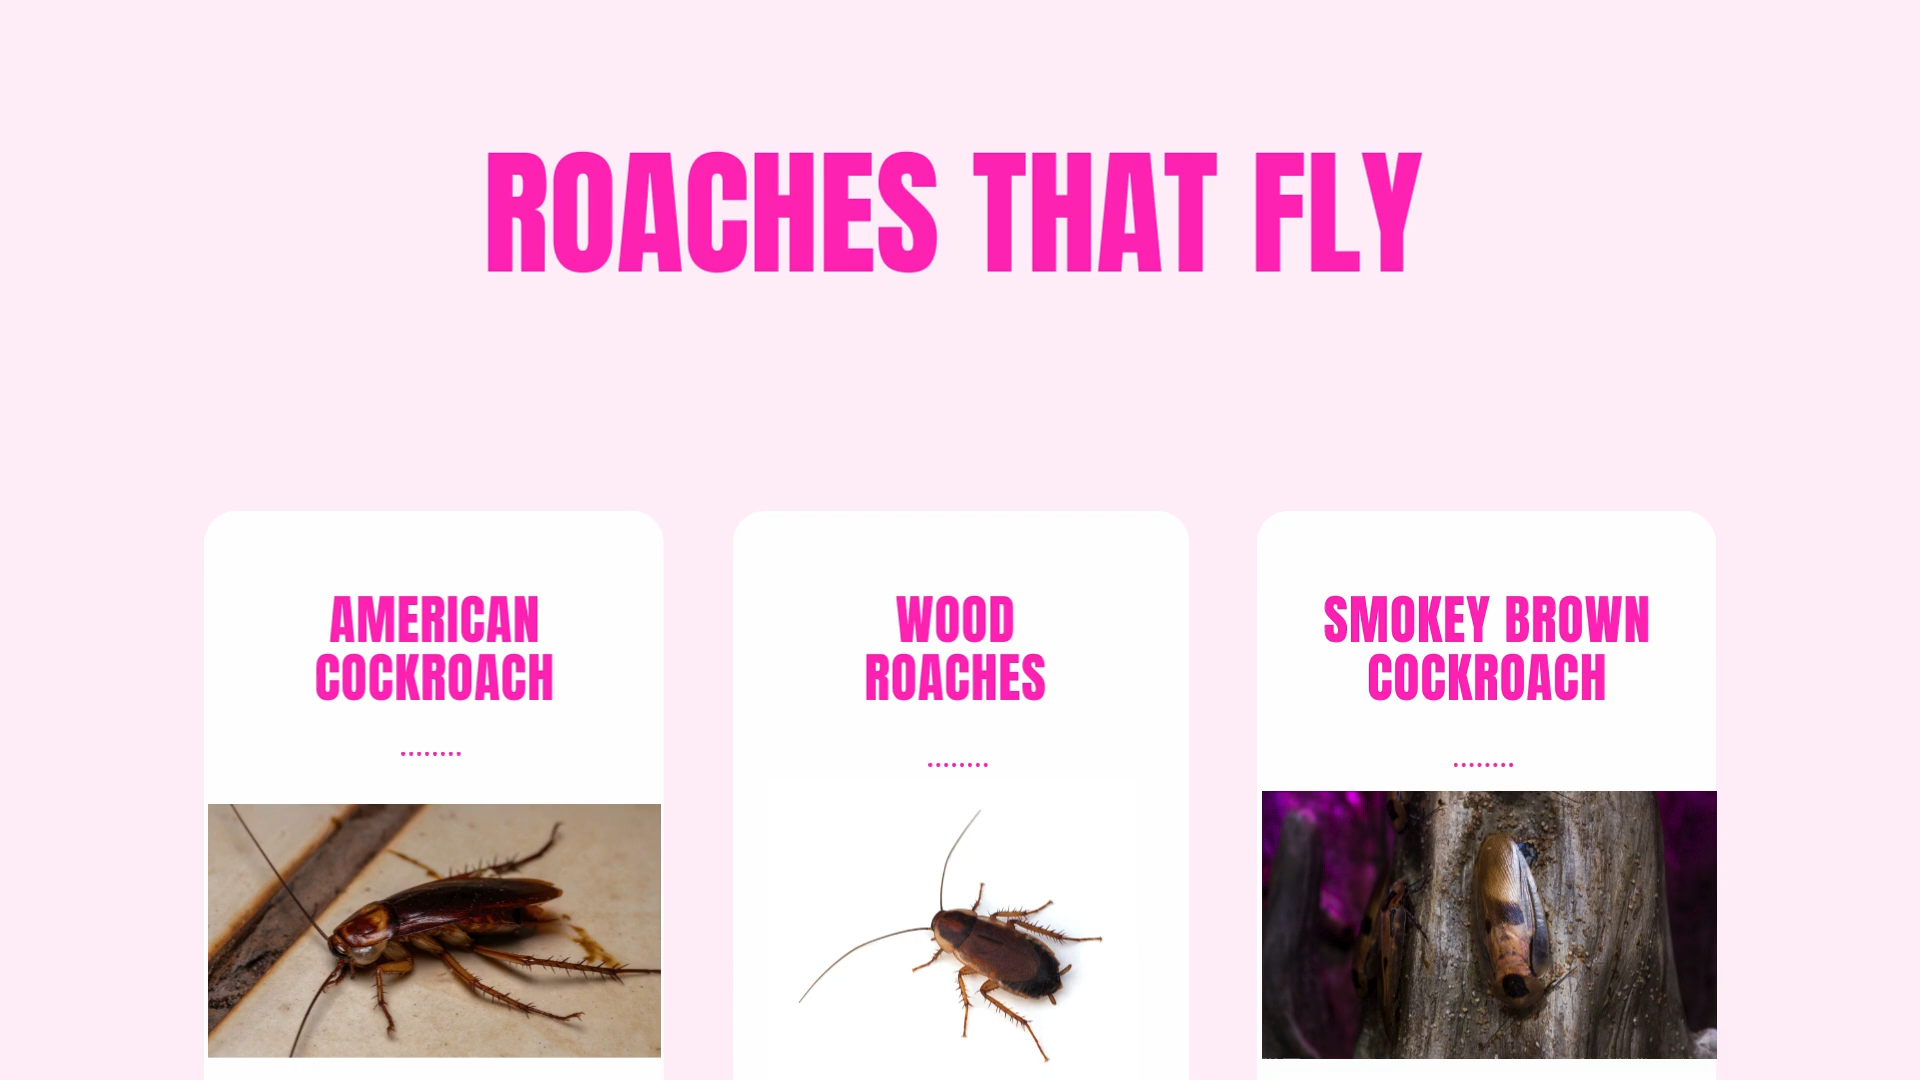 ROACHES THAT FLY
AMERICAN
COCKROACH
WOOD
ROACHES
SMOKEY BROWN
COCKROACH